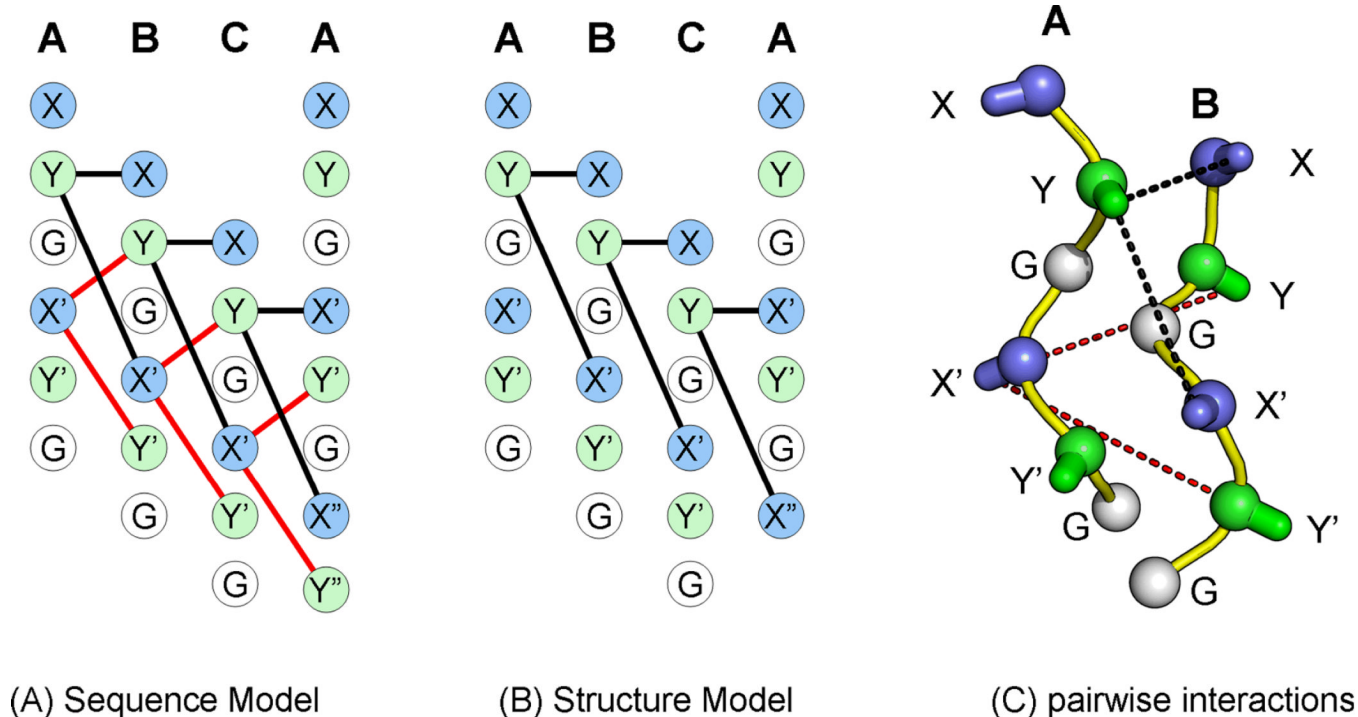 A B C A
X X
Y X Y
G Y X G
X' G Y X'
Y' X' G Y'
G Y' X' G
G Y' X"
G Y"
(A) Sequence Model
A B C A
X X
Y X Y
G Y X G
X' G Y X'
Y' X' G Y'
G Y' X' G
G Y' X"
G
(B) Structure Model
A
X B
X
Y
G Y
G
X' X'
Y'
G Y'
G
(C) pairwise interactions